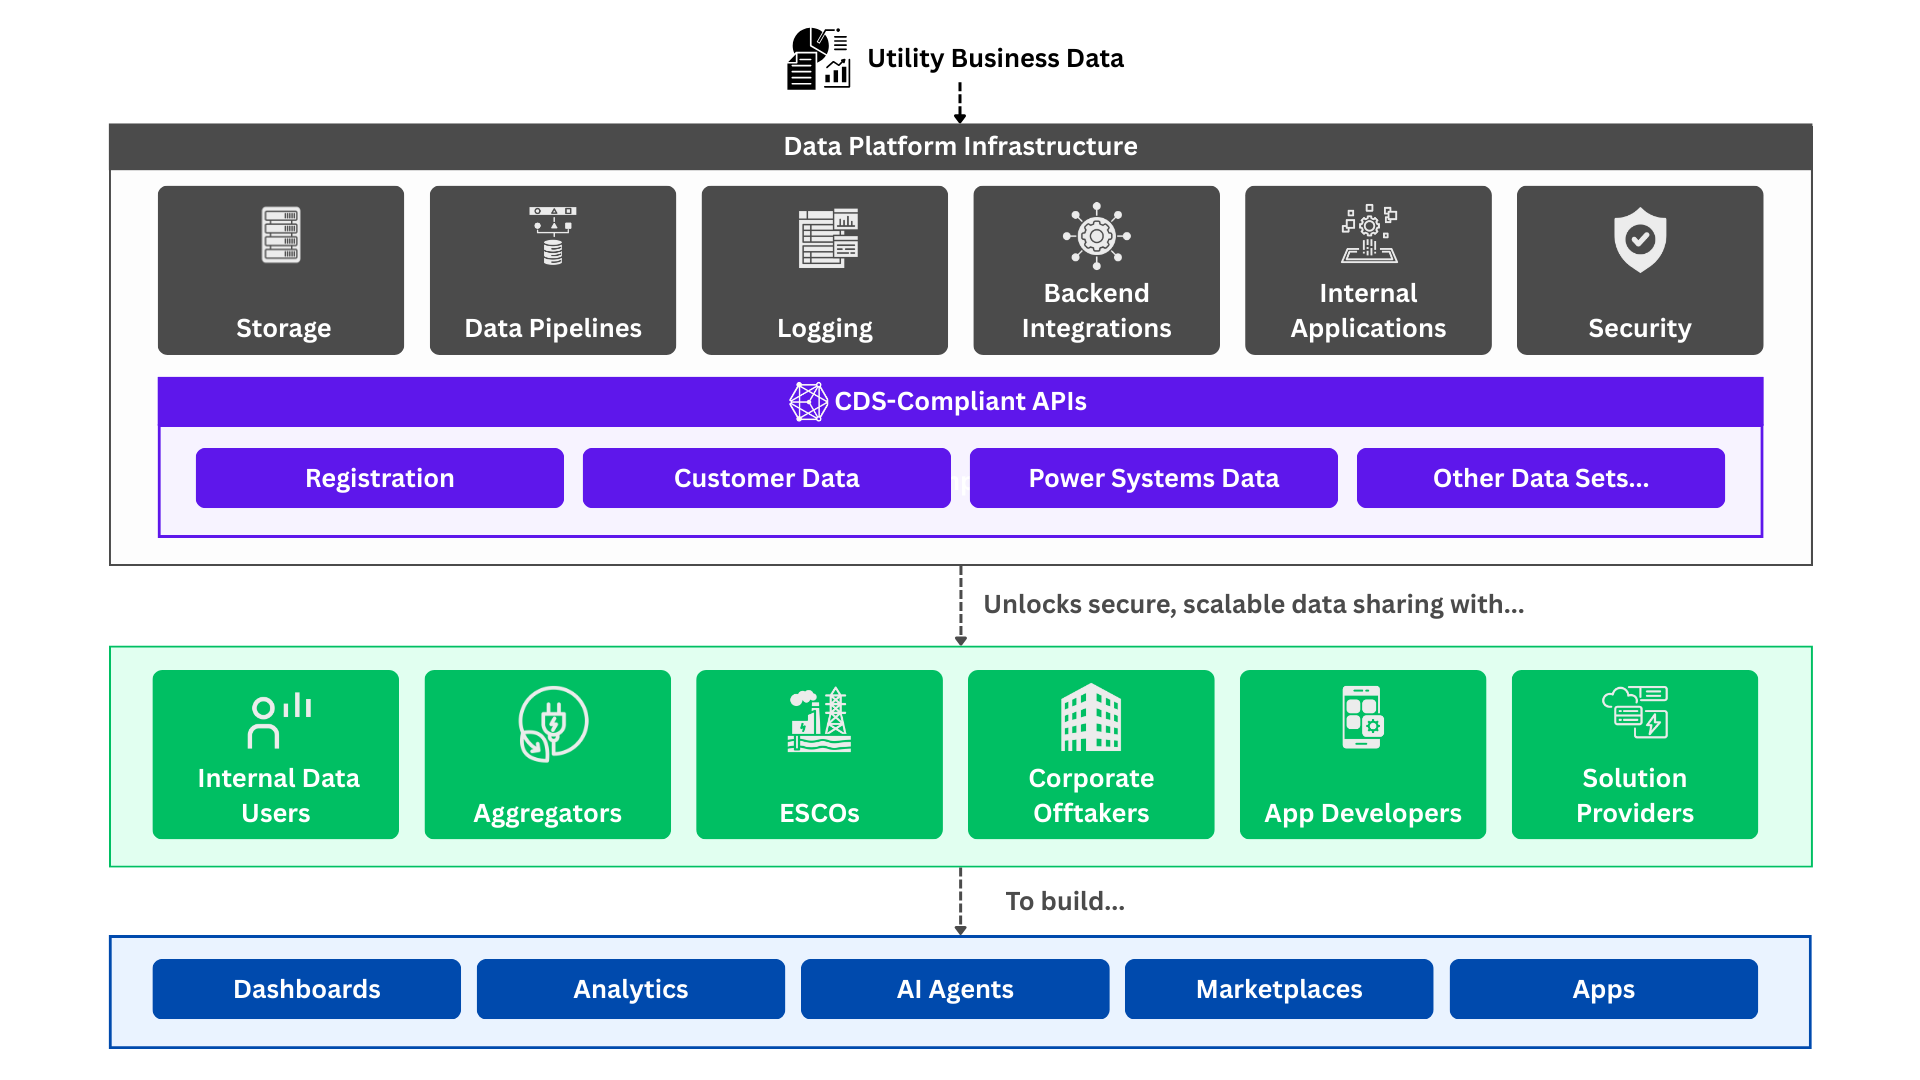 Utility Business Data
Data Platform Infrastructure
Storage
Data Pipelines
Logging
Backend
Integrations
Internal
Applications
Security
CDS-Compliant APIs
Registration
Customer Data
Power Systems Data
Other Data Sets...
Unlocks secure, scalable data sharing with...
Internal Data
Users
Aggregators
ESCOs
Corporate
Offtakers
App Developers
Solution
Providers
To build...
Dashboards
Analytics
AI Agents
Marketplaces
Apps